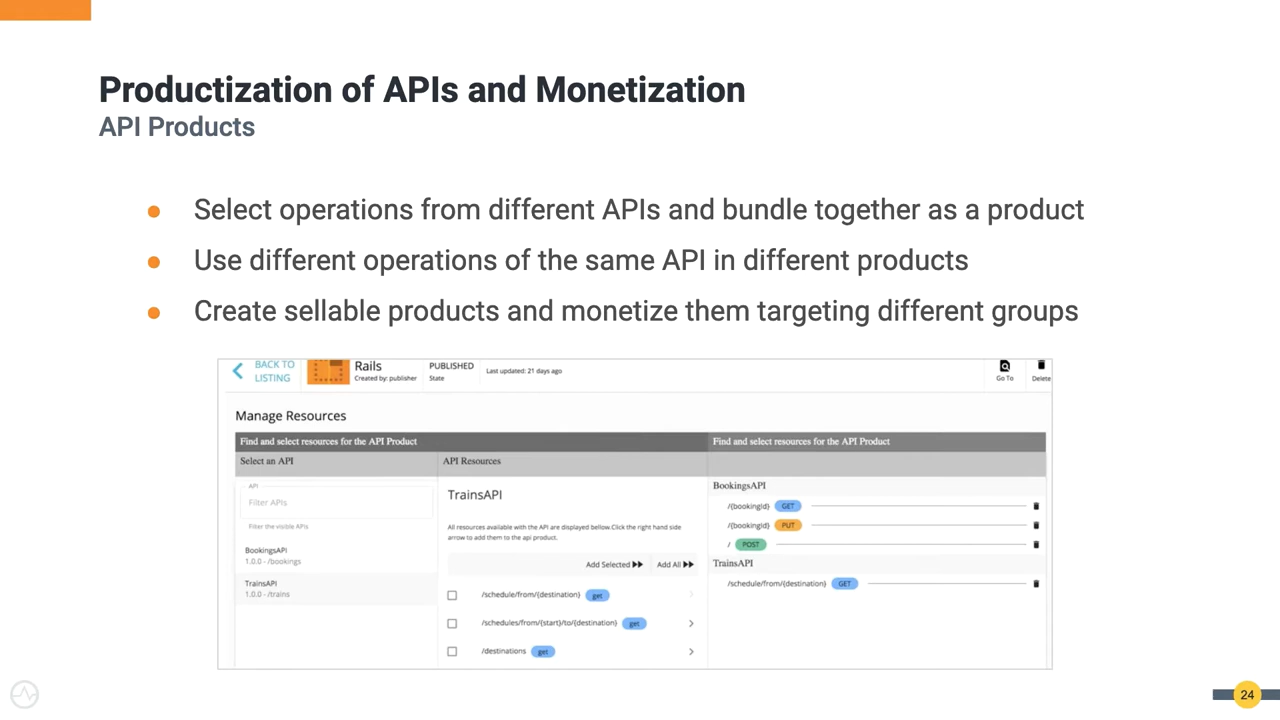 Productization of APIs and Monetization
API Products
Select operations from different APIs and bundle together as a product
Use different operations of the same API in different products
Create sellable products and monetize them targeting different groups
BACK TO
LISTING
Rails
Created by: publisher
PUBLISHED
State
Last updated: 21 days ago
Go To
Delete
Manage Resources
Find and select resources for the API Product
Select an API
API Resources
API
Filter APIs
Filter the visible APIs
BookingsAPI
1.0.0 - /bookings
TrainsAPI
1.0.0 - /trains
TrainsAPI
All resources available with the API are displayed bellow.Click the right hand side
arrow to add them to the api product.
Add Selected
Add All
/schedule/from/{destination} get
/schedules/from/{start}/to/{destination} get
/destinations get
Find and select resources for the API Product
BookingsAPI
/{bookingId} GET
/{bookingId} PUT
/ POST
TrainsAPI
/schedule/from/{destination} GET
24